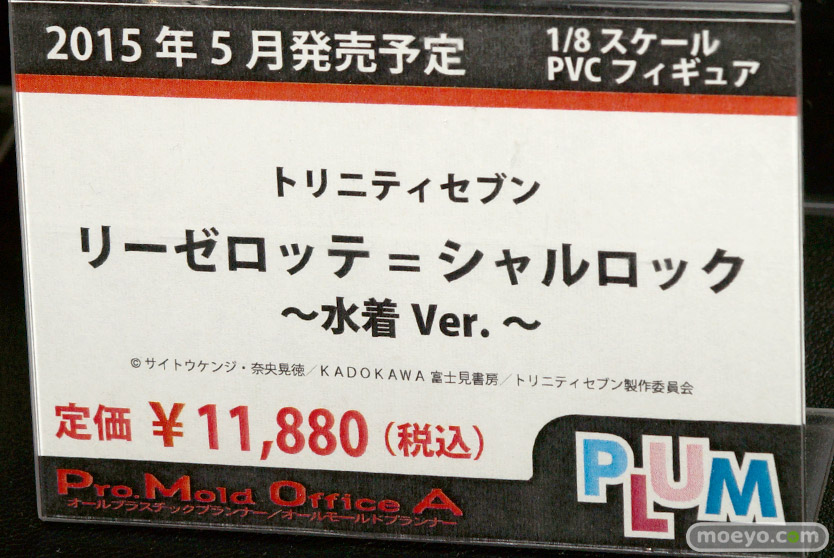 2015年5月発売予定
1/8 スケール
PVC フィギュア
トリニティセブン
リーゼロッテ＝シャルロック
～水着 Ver.～
©サイトウケンジ・奈央晃徳／KADOKAWA 富士見書房／トリニティセブン製作委員会
定価 ￥11,880（税込）
Pro.Mold Office A
オールプラスチックプランナー／オールモールドプランナー
PLUM
moeyo.com